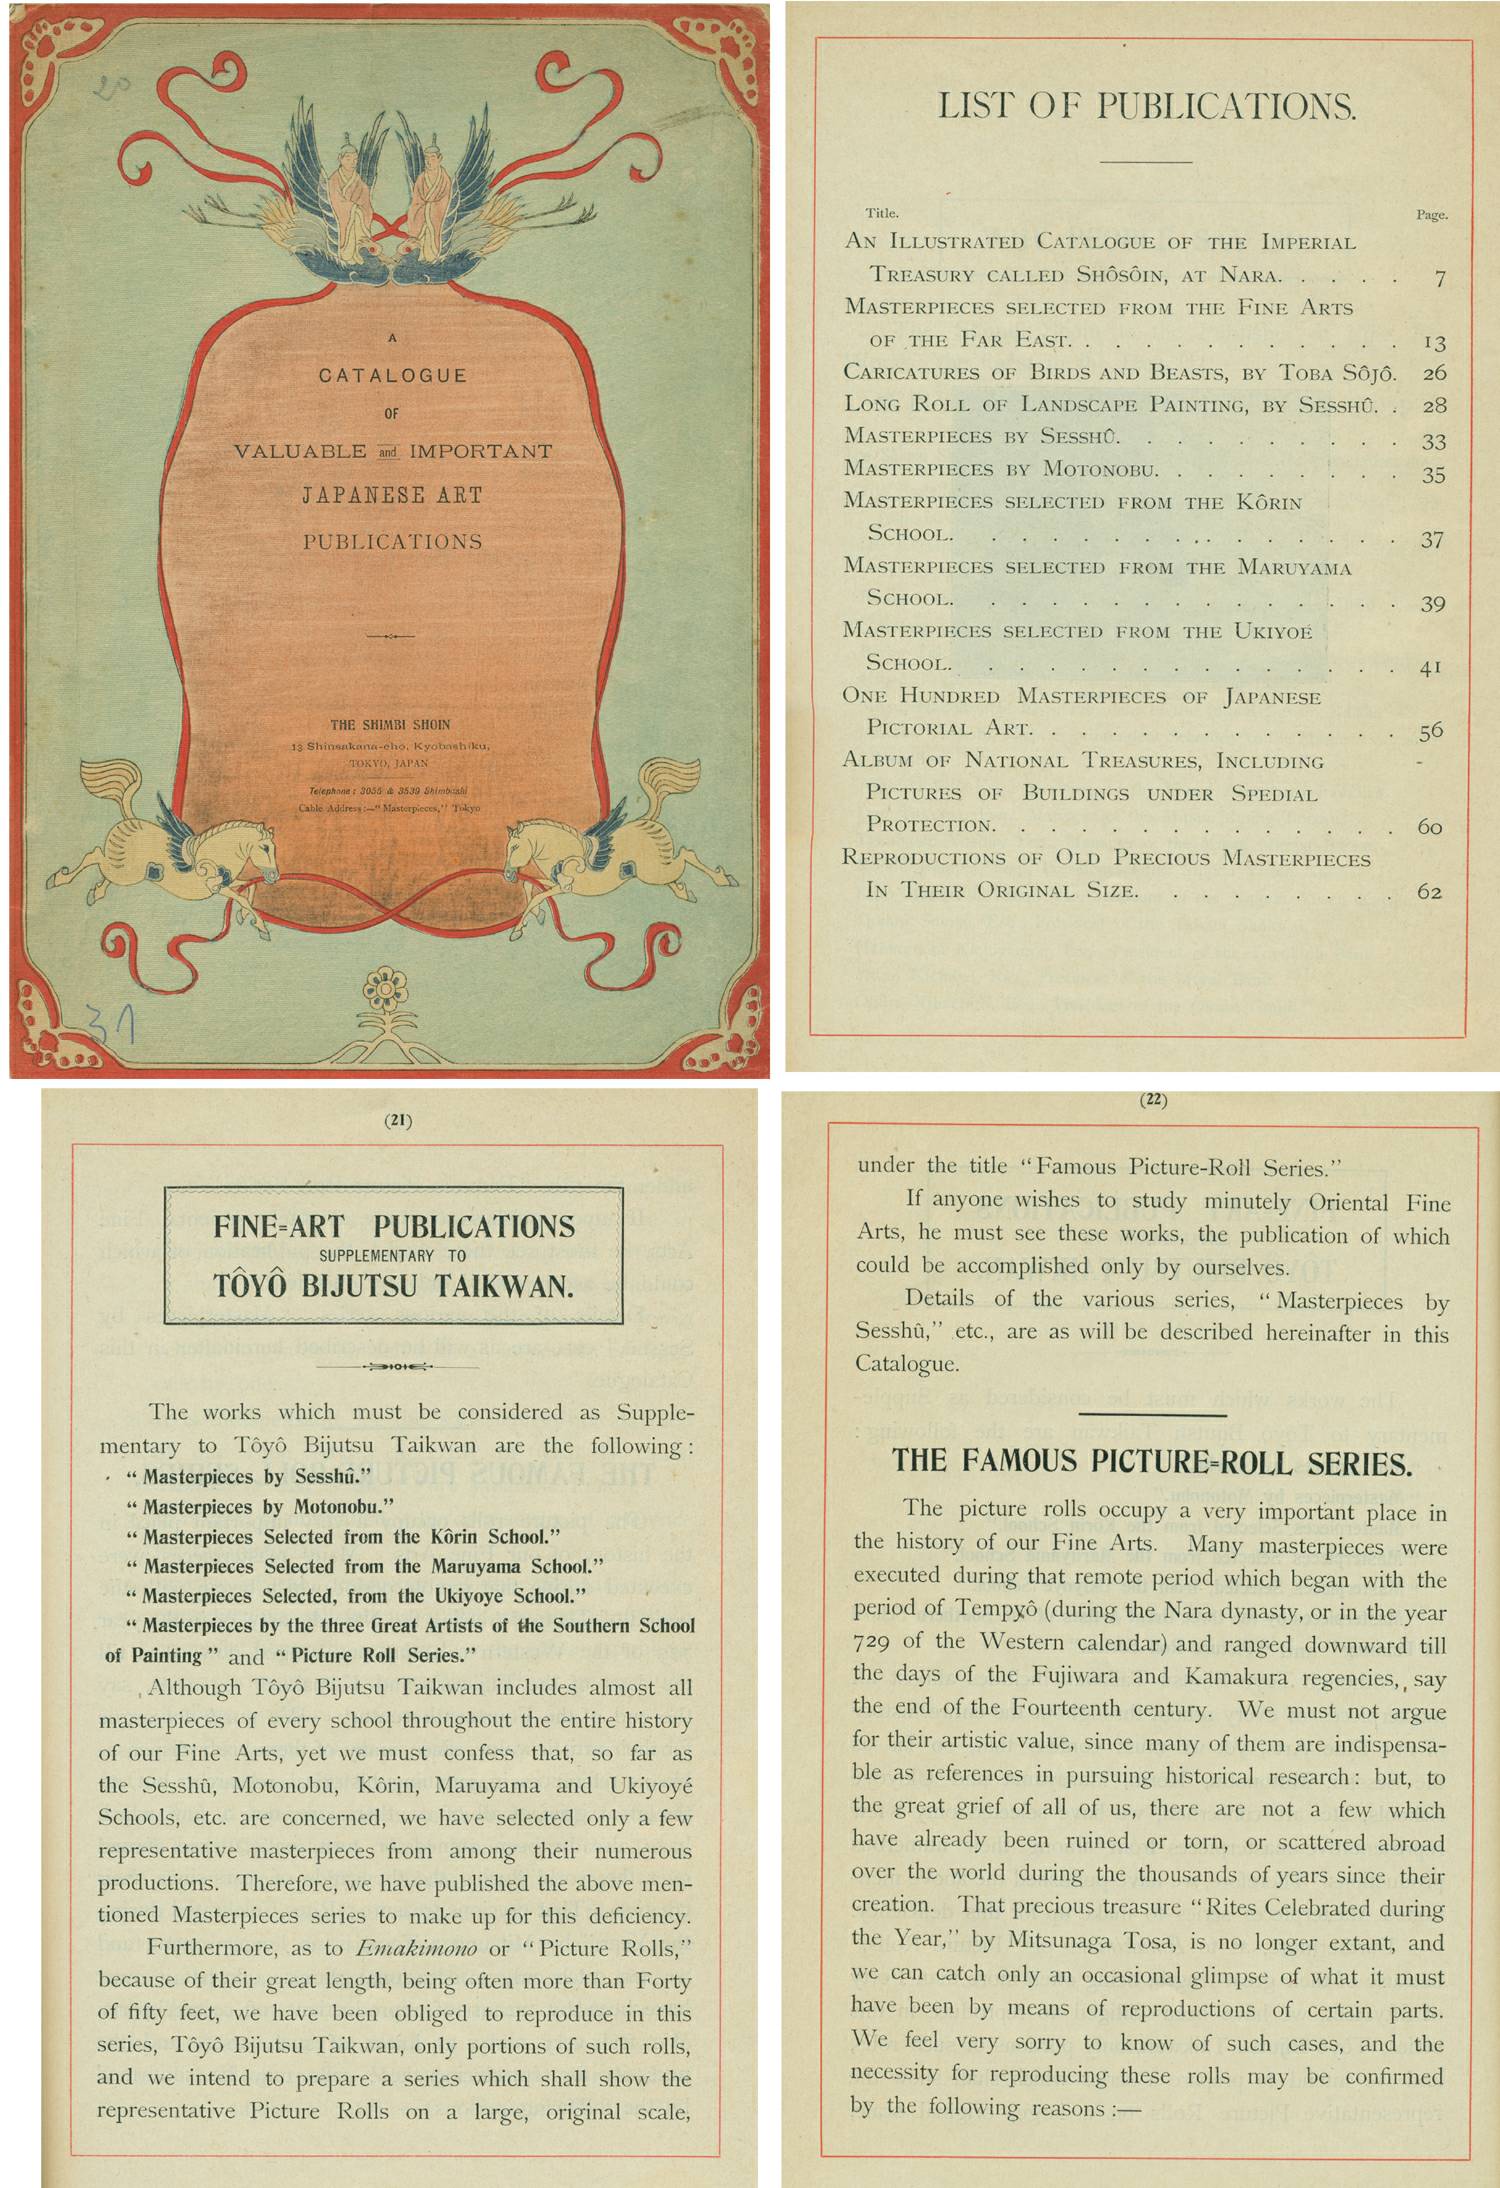 20
A
CATALOGUE
OF
VALUABLE and IMPORTANT
JAPANESE ART
PUBLICATIONS
THE SHIMBI SHOIN
13 Shinsakana-cho, Kyobashiku,
TOKYO, JAPAN
Telephone: 3055 & 3539 Shimbashi
Cable Address:—"Masterpieces," Tokyo
31
LIST OF PUBLICATIONS.
Title. Page.
AN ILLUSTRATED CATALOGUE OF THE IMPERIAL
TREASURY CALLED SHÔSÔIN, AT NARA. . . . . 7
MASTERPIECES SELECTED FROM THE FINE ARTS
OF THE FAR EAST. . . . . . . . . . . . 13
CARICATURES OF BIRDS AND BEASTS, BY TOBA SÔJÔ. 26
LONG ROLL OF LANDSCAPE PAINTING, BY SESSHÛ. . 28
MASTERPIECES BY SESSHÛ. . . . . . . . . . 33
MASTERPIECES BY MOTONOBU. . . . . . . . . 35
MASTERPIECES SELECTED FROM THE KÔRIN
SCHOOL. . . . . . . . . . . . . . . 37
MASTERPIECES SELECTED FROM THE MARUYAMA
SCHOOL. . . . . . . . . . . . . . . 39
MASTERPIECES SELECTED FROM THE UKIYOÉ
SCHOOL. . . . . . . . . . . . . . . 41
ONE HUNDRED MASTERPIECES OF JAPANESE
PICTORIAL ART. . . . . . . . . . . . . 56
ALBUM OF NATIONAL TREASURES, INCLUDING -
PICTURES OF BUILDINGS UNDER SPEDIAL
PROTECTION. . . . . . . . . . . . . . 60
REPRODUCTIONS OF OLD PRECIOUS MASTERPIECES
IN THEIR ORIGINAL SIZE. . . . . . . . . 62
(21)
FINE=ART PUBLICATIONS
SUPPLEMENTARY TO
TÔYÔ BIJUTSU TAIKWAN.
The works which must be considered as Supple-
mentary to Tôyô Bijutsu Taikwan are the following:
"Masterpieces by Sesshû."
"Masterpieces by Motonobu."
"Masterpieces Selected from the Kôrin School."
"Masterpieces Selected from the Maruyama School."
"Masterpieces Selected, from the Ukiyoye School."
"Masterpieces by the three Great Artists of the Southern School
of Painting" and "Picture Roll Series."
Although Tôyô Bijutsu Taikwan includes almost all
masterpieces of every school throughout the entire history
of our Fine Arts, yet we must confess that, so far as
the Sesshû, Motonobu, Kôrin, Maruyama and Ukiyoyé
Schools, etc. are concerned, we have selected only a few
representative masterpieces from among their numerous
productions. Therefore, we have published the above men-
tioned Masterpieces series to make up for this deficiency.
Furthermore, as to Emakimono or "Picture Rolls,"
because of their great length, being often more than Forty
of fifty feet, we have been obliged to reproduce in this
series, Tôyô Bijutsu Taikwan, only portions of such rolls,
and we intend to prepare a series which shall show the
representative Picture Rolls on a large, original scale,
(22)
under the title "Famous Picture-Roll Series."
If anyone wishes to study minutely Oriental Fine
Arts, he must see these works, the publication of which
could be accomplished only by ourselves.
Details of the various series, "Masterpieces by
Sesshû," etc., are as will be described hereinafter in this
Catalogue.
THE FAMOUS PICTURE=ROLL SERIES.
The picture rolls occupy a very important place in
the history of our Fine Arts. Many masterpieces were
executed during that remote period which began with the
period of Tempyô (during the Nara dynasty, or in the year
729 of the Western calendar) and ranged downward till
the days of the Fujiwara and Kamakura regencies, say
the end of the Fourteenth century. We must not argue
for their artistic value, since many of them are indispensa-
ble as references in pursuing historical research: but, to
the great grief of all of us, there are not a few which
have already been ruined or torn, or scattered abroad
over the world during the thousands of years since their
creation. That precious treasure "Rites Celebrated during
the Year," by Mitsunaga Tosa, is no longer extant, and
we can catch only an occasional glimpse of what it must
have been by means of reproductions of certain parts.
We feel very sorry to know of such cases, and the
necessity for reproducing these rolls may be confirmed
by the following reasons:—